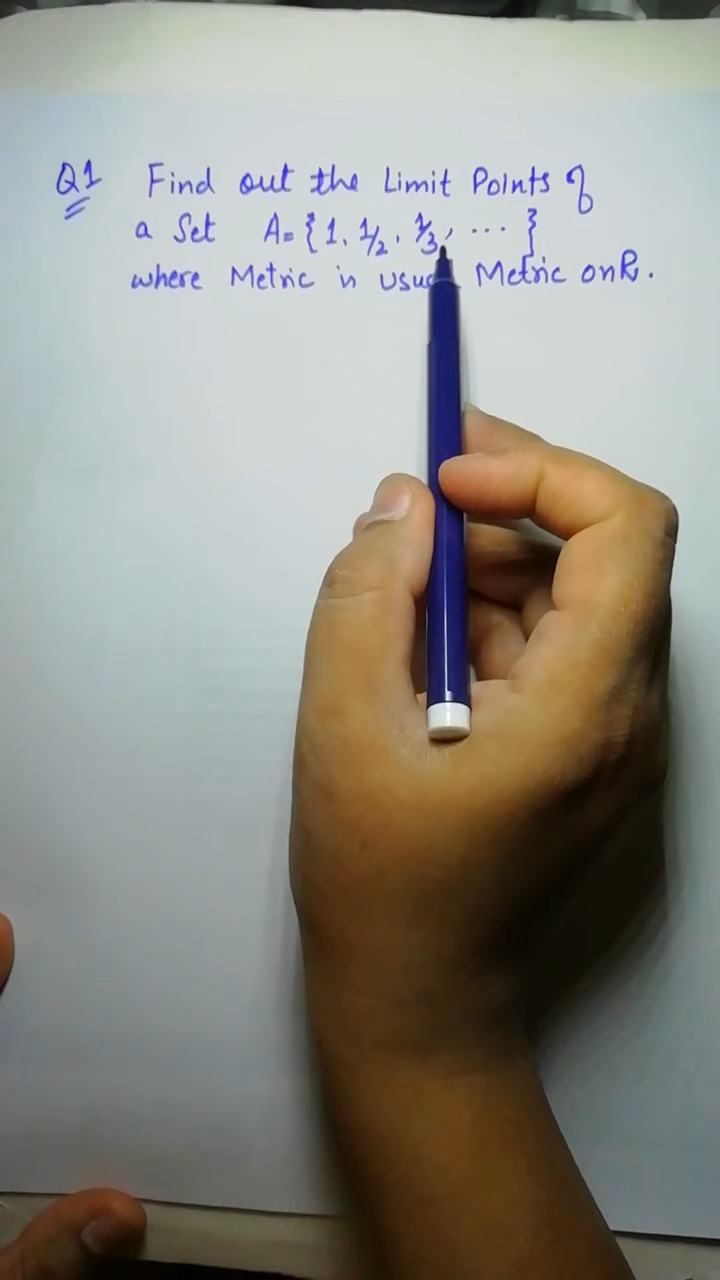 Q1 Find out the Limit Points of
a Set A = { 1, 1/2, 1/3, ... }
where Metric is Metric on R.